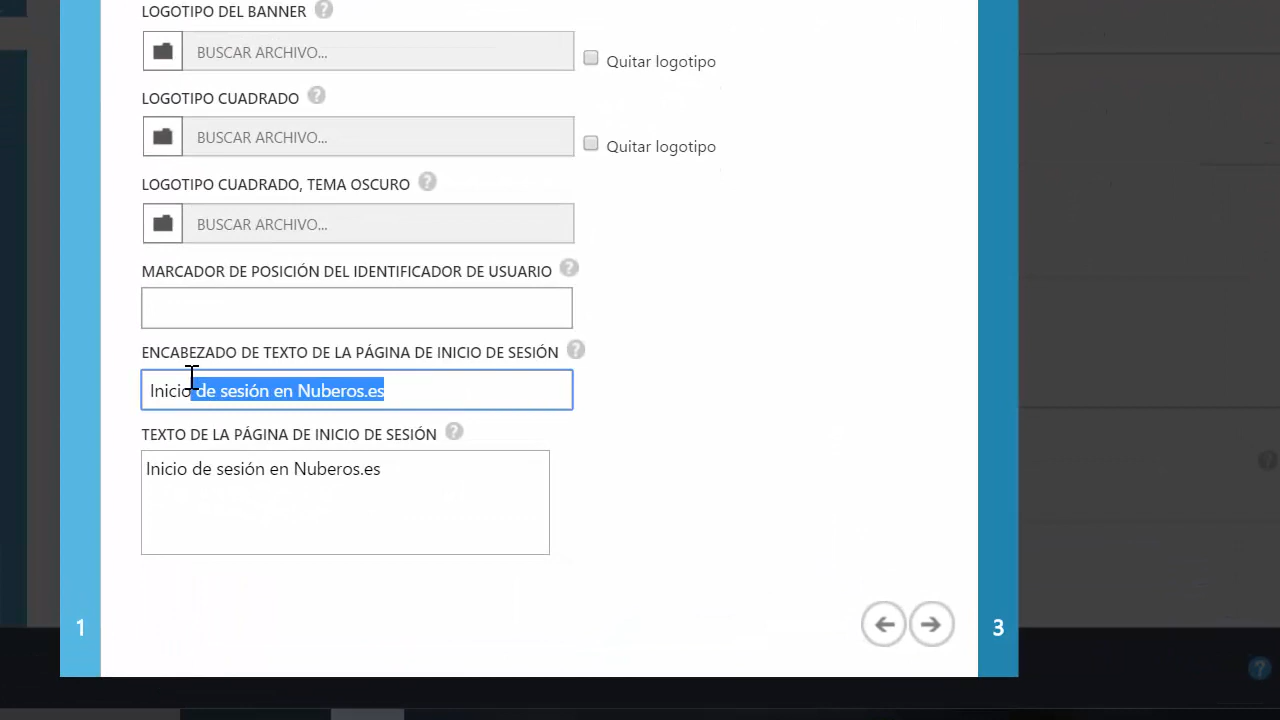 LOGOTIPO DEL BANNER ?
BUSCAR ARCHIVO...
Quitar logotipo
LOGOTIPO CUADRADO ?
BUSCAR ARCHIVO...
Quitar logotipo
LOGOTIPO CUADRADO, TEMA OSCURO ?
BUSCAR ARCHIVO...
MARCADOR DE POSICIÓN DEL IDENTIFICADOR DE USUARIO ?
ENCABEZADO DE TEXTO DE LA PÁGINA DE INICIO DE SESIÓN ?
Inicio de sesión en Nuberos.es
TEXTO DE LA PÁGINA DE INICIO DE SESIÓN ?
Inicio de sesión en Nuberos.es
1
3
?
?